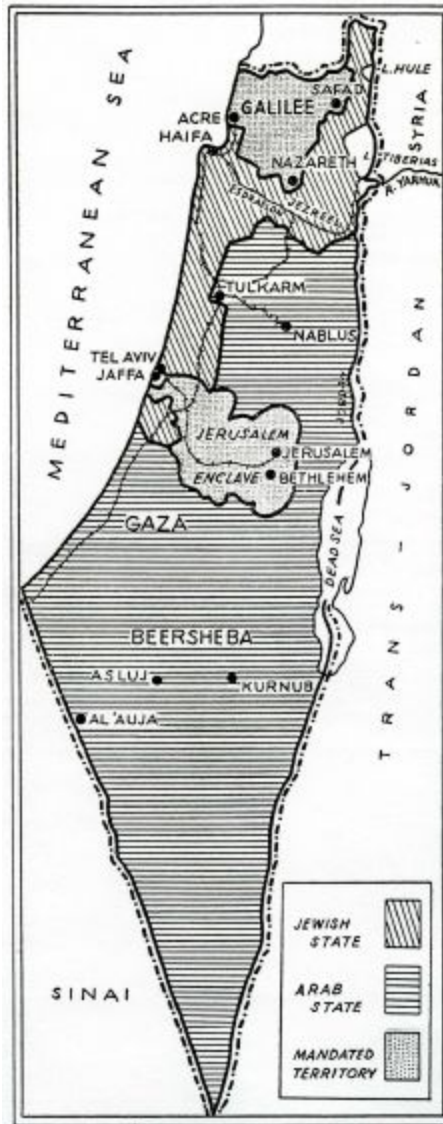 MEDITERRANEAN SEA
L. HULE
SYRIA
SAFAD
GALILEE
ACRE
HAIFA
L. TIBERIAS
NAZARETH
R. YARMUK
ESDRAELON
JEZREEL
TULKARM
NABLUS
TEL AVIV
JAFFA
JORDAN
TRANS – JORDAN
JERUSALEM
ENCLAVE
JERUSALEM
BETHLEHEM
DEAD SEA
GAZA
BEERSHEBA
ASLUJ
KURNUB
AL'AUJA
SINAI
JEWISH
STATE
ARAB
STATE
MANDATED
TERRITORY